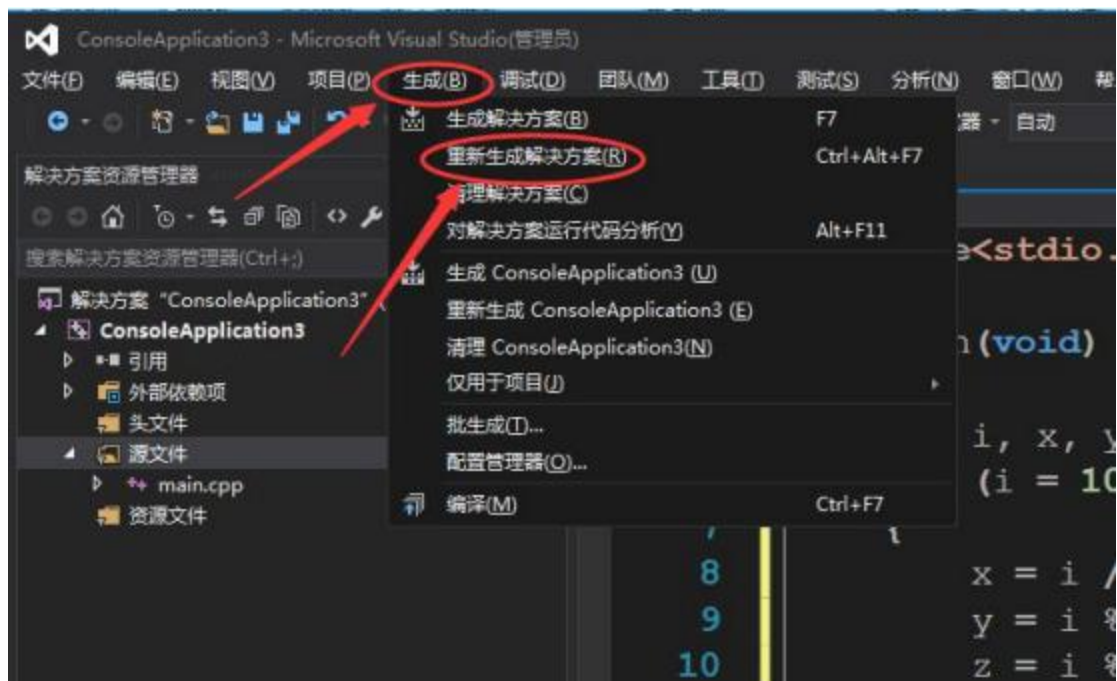 ConsoleApplication3 - Microsoft Visual Studio(管理员)
文件(F) 编辑(E) 视图(V) 项目(P) 生成(B) 调试(D) 团队(M) 工具(T) 测试(S) 分析(N) 窗口(W) 帮
生成解决方案(B) F7
器 自动
重新生成解决方案(R) Ctrl+Alt+F7
解决方案资源管理器
清理解决方案(C)
对解决方案运行代码分析(Y) Alt+F11
搜索解决方案资源管理器(Ctrl+;)
生成 ConsoleApplication3 (U)
重新生成 ConsoleApplication3 (E)
清理 ConsoleApplication3(N)
仅用于项目(J)
批生成(T)...
配置管理器(O)...
编译(M) Ctrl+F7
解决方案 "ConsoleApplication3" (
ConsoleApplication3
引用
外部依赖项
头文件
源文件
main.cpp
资源文件
e<stdio.
n(void)
i, x, y
(i = 10
7 {
8 x = i /
9 y = i %
10 z = i %